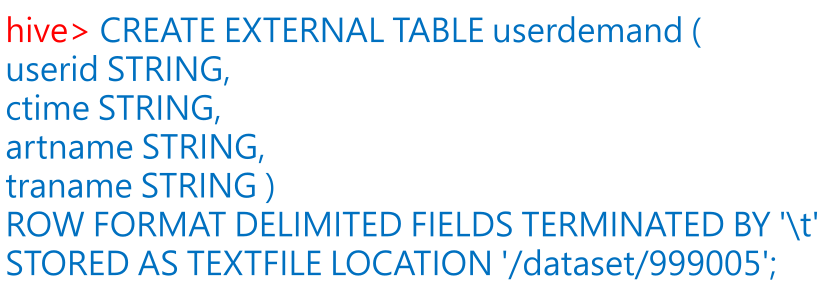 hive> CREATE EXTERNAL TABLE userdemand (
userid STRING,
ctime STRING,
artname STRING,
traname STRING )
ROW FORMAT DELIMITED FIELDS TERMINATED BY '\t'
STORED AS TEXTFILE LOCATION '/dataset/999005';